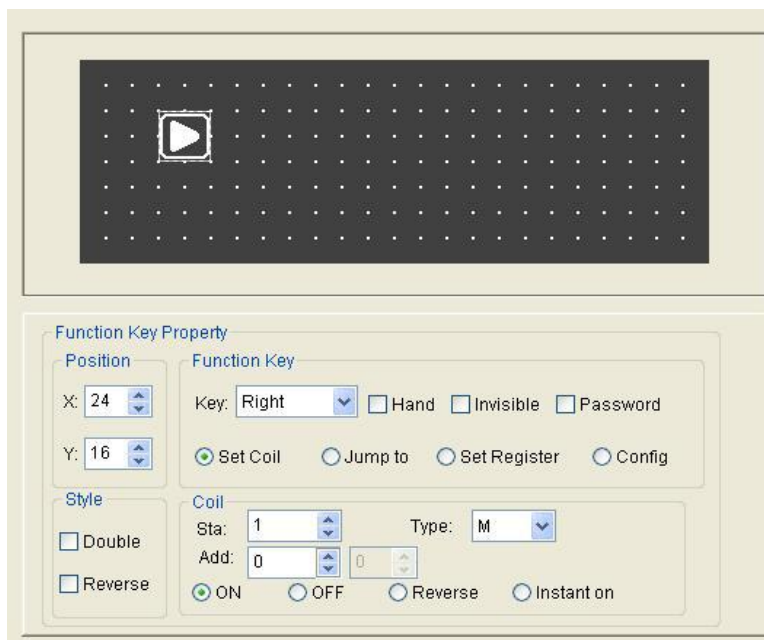 Function Key Property
Position
X: 24
Y: 16
Function Key
Key: Right Hand Invisible Password
Set Coil Jump to Set Register Config
Style
Double
Reverse
Coil
Sta: 1 Type: M
Add: 0 0
ON OFF Reverse Instant on